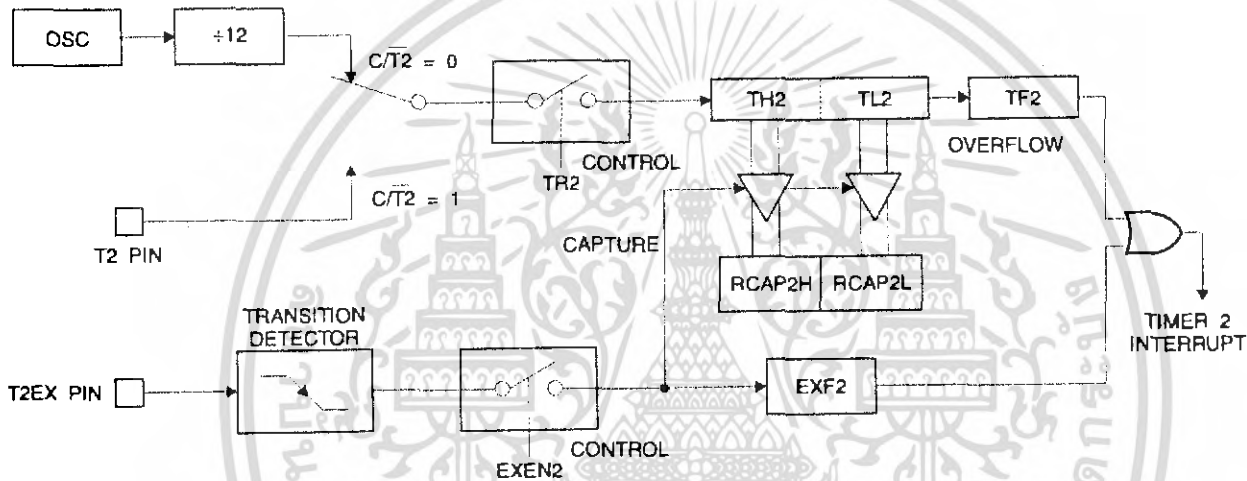 OSC
÷12
C/T2 = 0
TH2
TL2
TF2
OVERFLOW
CONTROL
TR2
C/T2 = 1
T2 PIN
CAPTURE
RCAP2H
RCAP2L
TRANSITION
DETECTOR
TIMER 2
INTERRUPT
T2EX PIN
EXF2
CONTROL
EXEN2